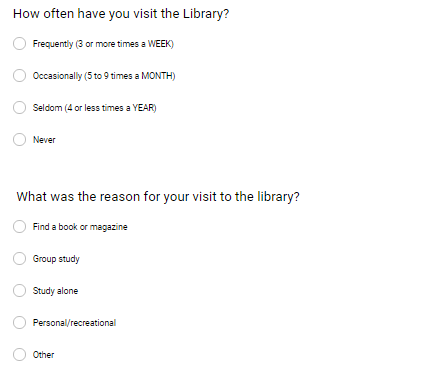 How often have you visit the Library?
Frequently (3 or more times a WEEK)
Occasionally (5 to 9 times a MONTH)
Seldom (4 or less times a YEAR)
Never
What was the reason for your visit to the library?
Find a book or magazine
Group study
Study alone
Personal/recreational
Other